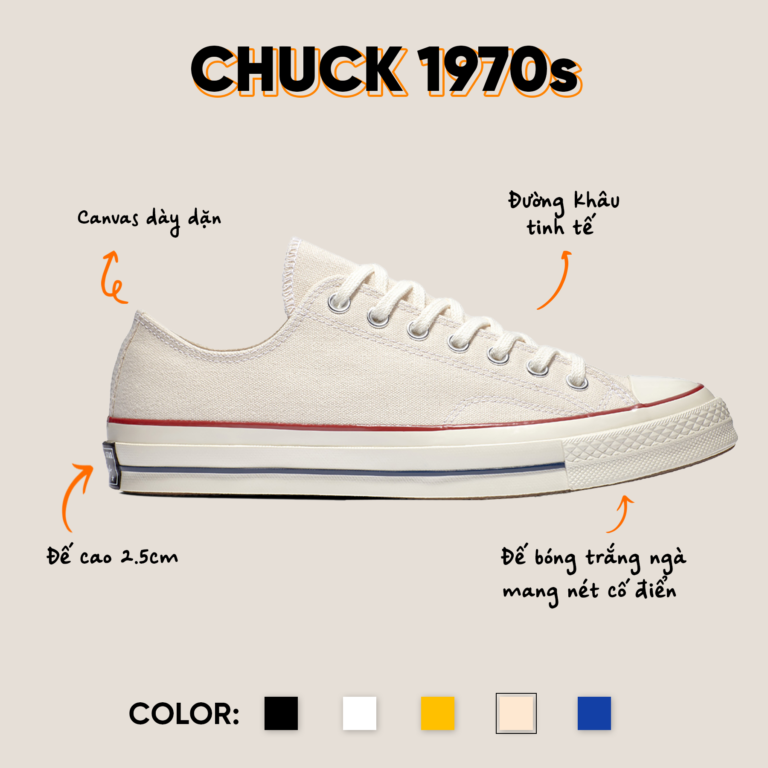 CHUCK 1970s
Canvas dày dặn
Đường khâu
tinh tế
Đế cao 2.5cm
Đế bóng trắng ngà
mang nét cổ điển
COLOR: